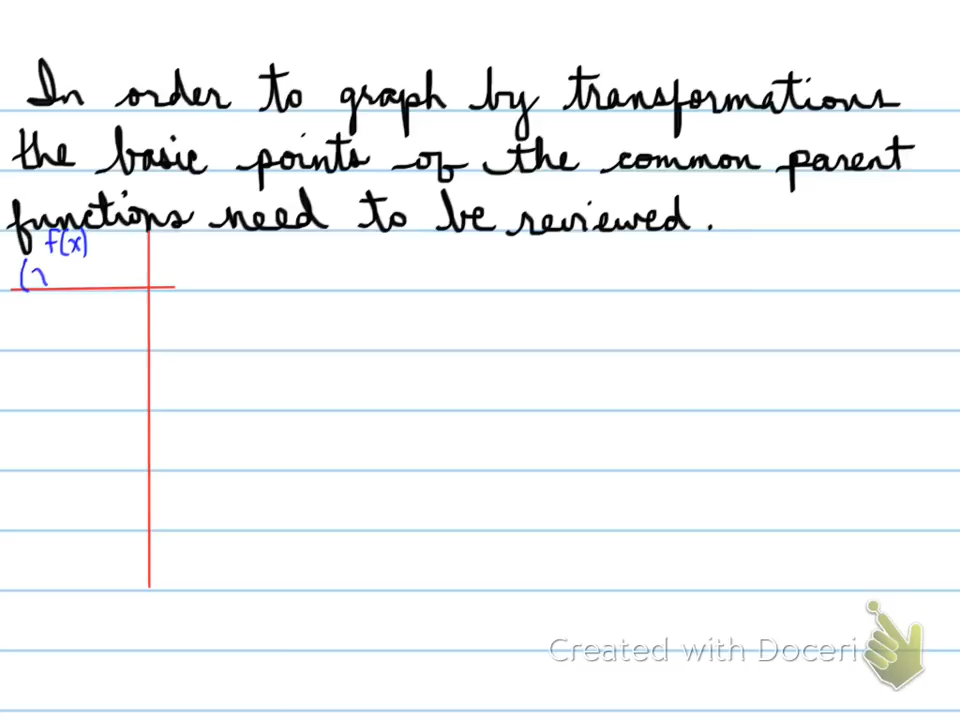 In order to graph by transformations
the basic points of the common parent
functions need to be reviewed.
f(x)
(
Created with Doceri